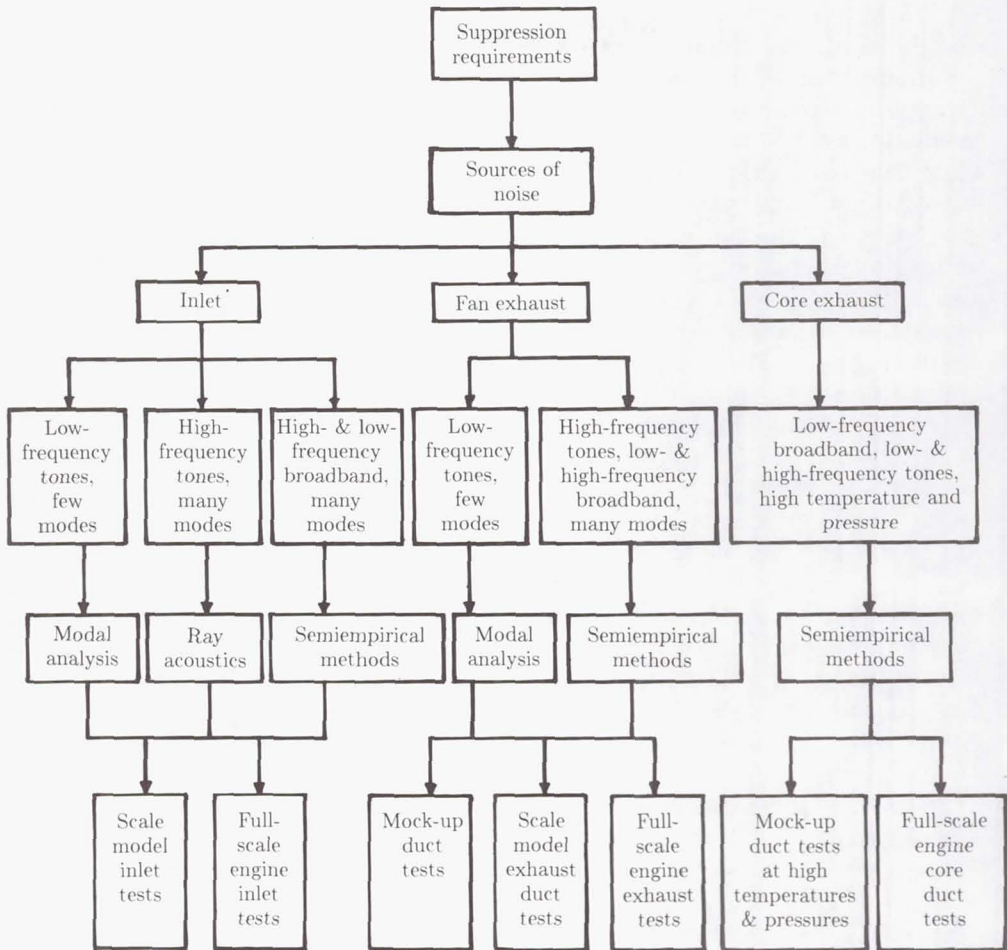 Suppression
requirements
Sources of
noise
Inlet
Fan exhaust
Core exhaust
Low-
frequency
tones,
few
modes
High-
frequency
tones,
many
modes
High- & low-
frequency
broadband,
many
modes
Low-
frequency
tones,
few
modes
High-frequency
tones, low- &
high-frequency
broadband,
many modes
Low-frequency
broadband, low- &
high-frequency tones,
high temperature and
pressure
Modal
analysis
Ray
acoustics
Semiempirical
methods
Modal
analysis
Semiempirical
methods
Semiempirical
methods
Scale
model
inlet
tests
Full-
scale
engine
inlet
tests
Mock-up
duct
tests
Scale
model
exhaust
duct
tests
Full-
scale
engine
exhaust
tests
Mock-up
duct tests
at high
temperatures
& pressures
Full-scale
engine
core
duct
tests